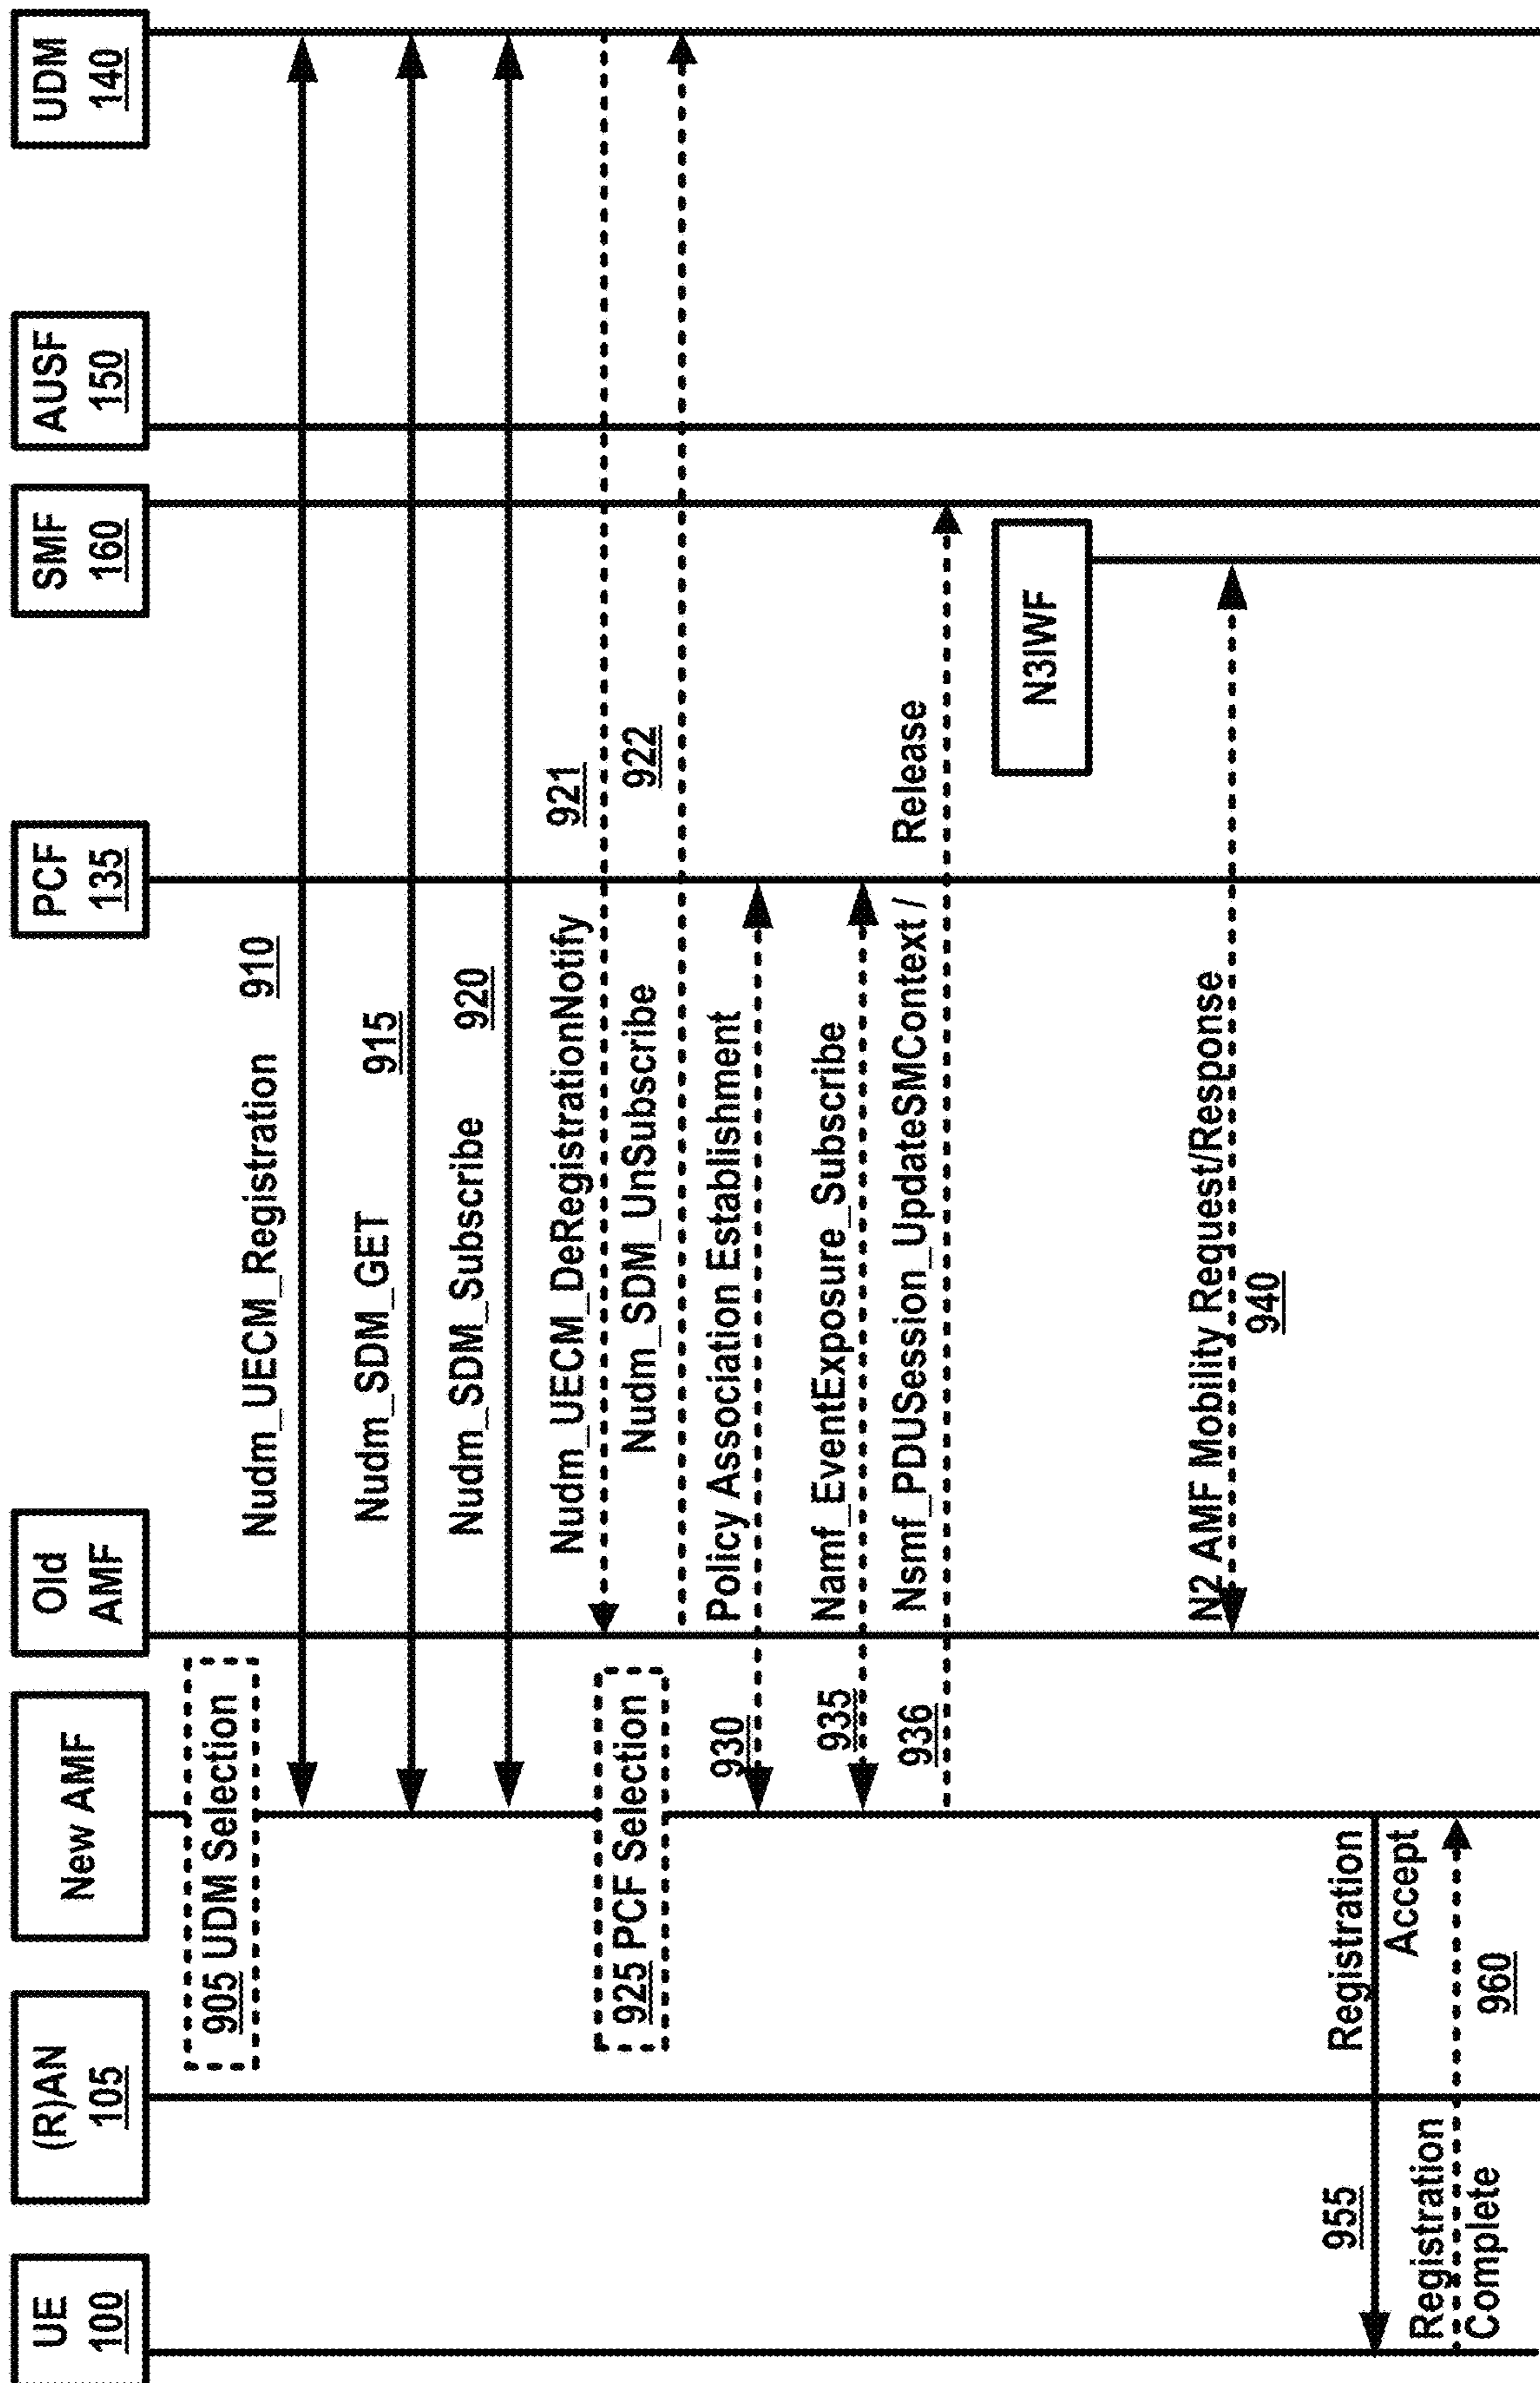 UE
100
(R)AN
105
New AMF
Old
AMF
PCF
135
SMF
160
AUSF
150
UDM
140
905 UDM Selection
Nudm_UECM_Registration 910
Nudm_SDM_GET 915
Nudm_SDM_Subscribe 920
Nudm_UECM_DeRegistrationNotify 921
925 PCF Selection
Nudm_SDM_UnSubscribe 922
Policy Association Establishment
930
Namf_EventExposure_Subscribe
935
Nsmf_PDUSession_UpdateSMContext / Release
936
N3IWF
N2 AMF Mobility Request/Response
940
Registration
Accept
955
Registration
Complete
960